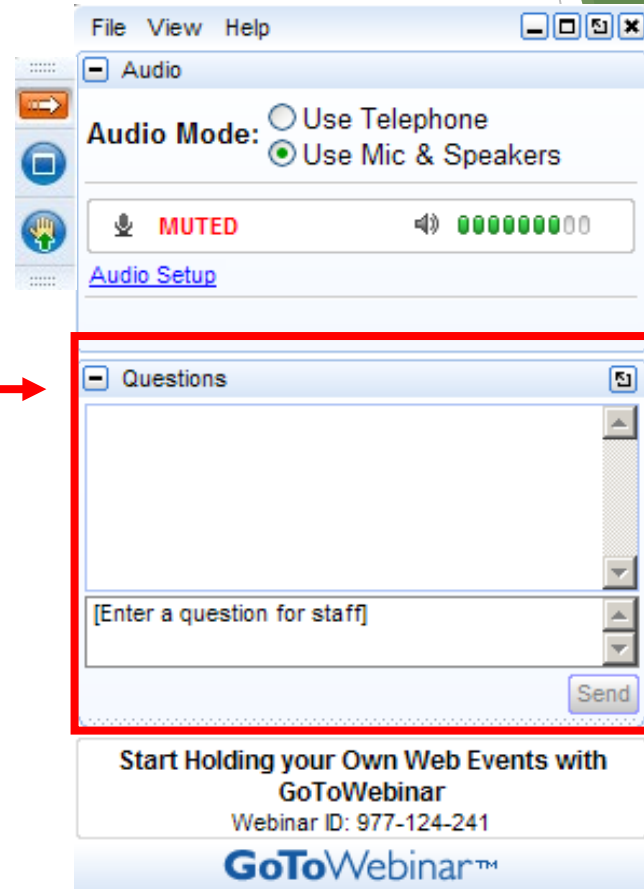 File View Help
Audio
Audio Mode: Use Telephone
Use Mic & Speakers
MUTED
Audio Setup
Questions
[Enter a question for staff]
Send
Start Holding your Own Web Events with
GoToWebinar
Webinar ID: 977-124-241
GoToWebinar™